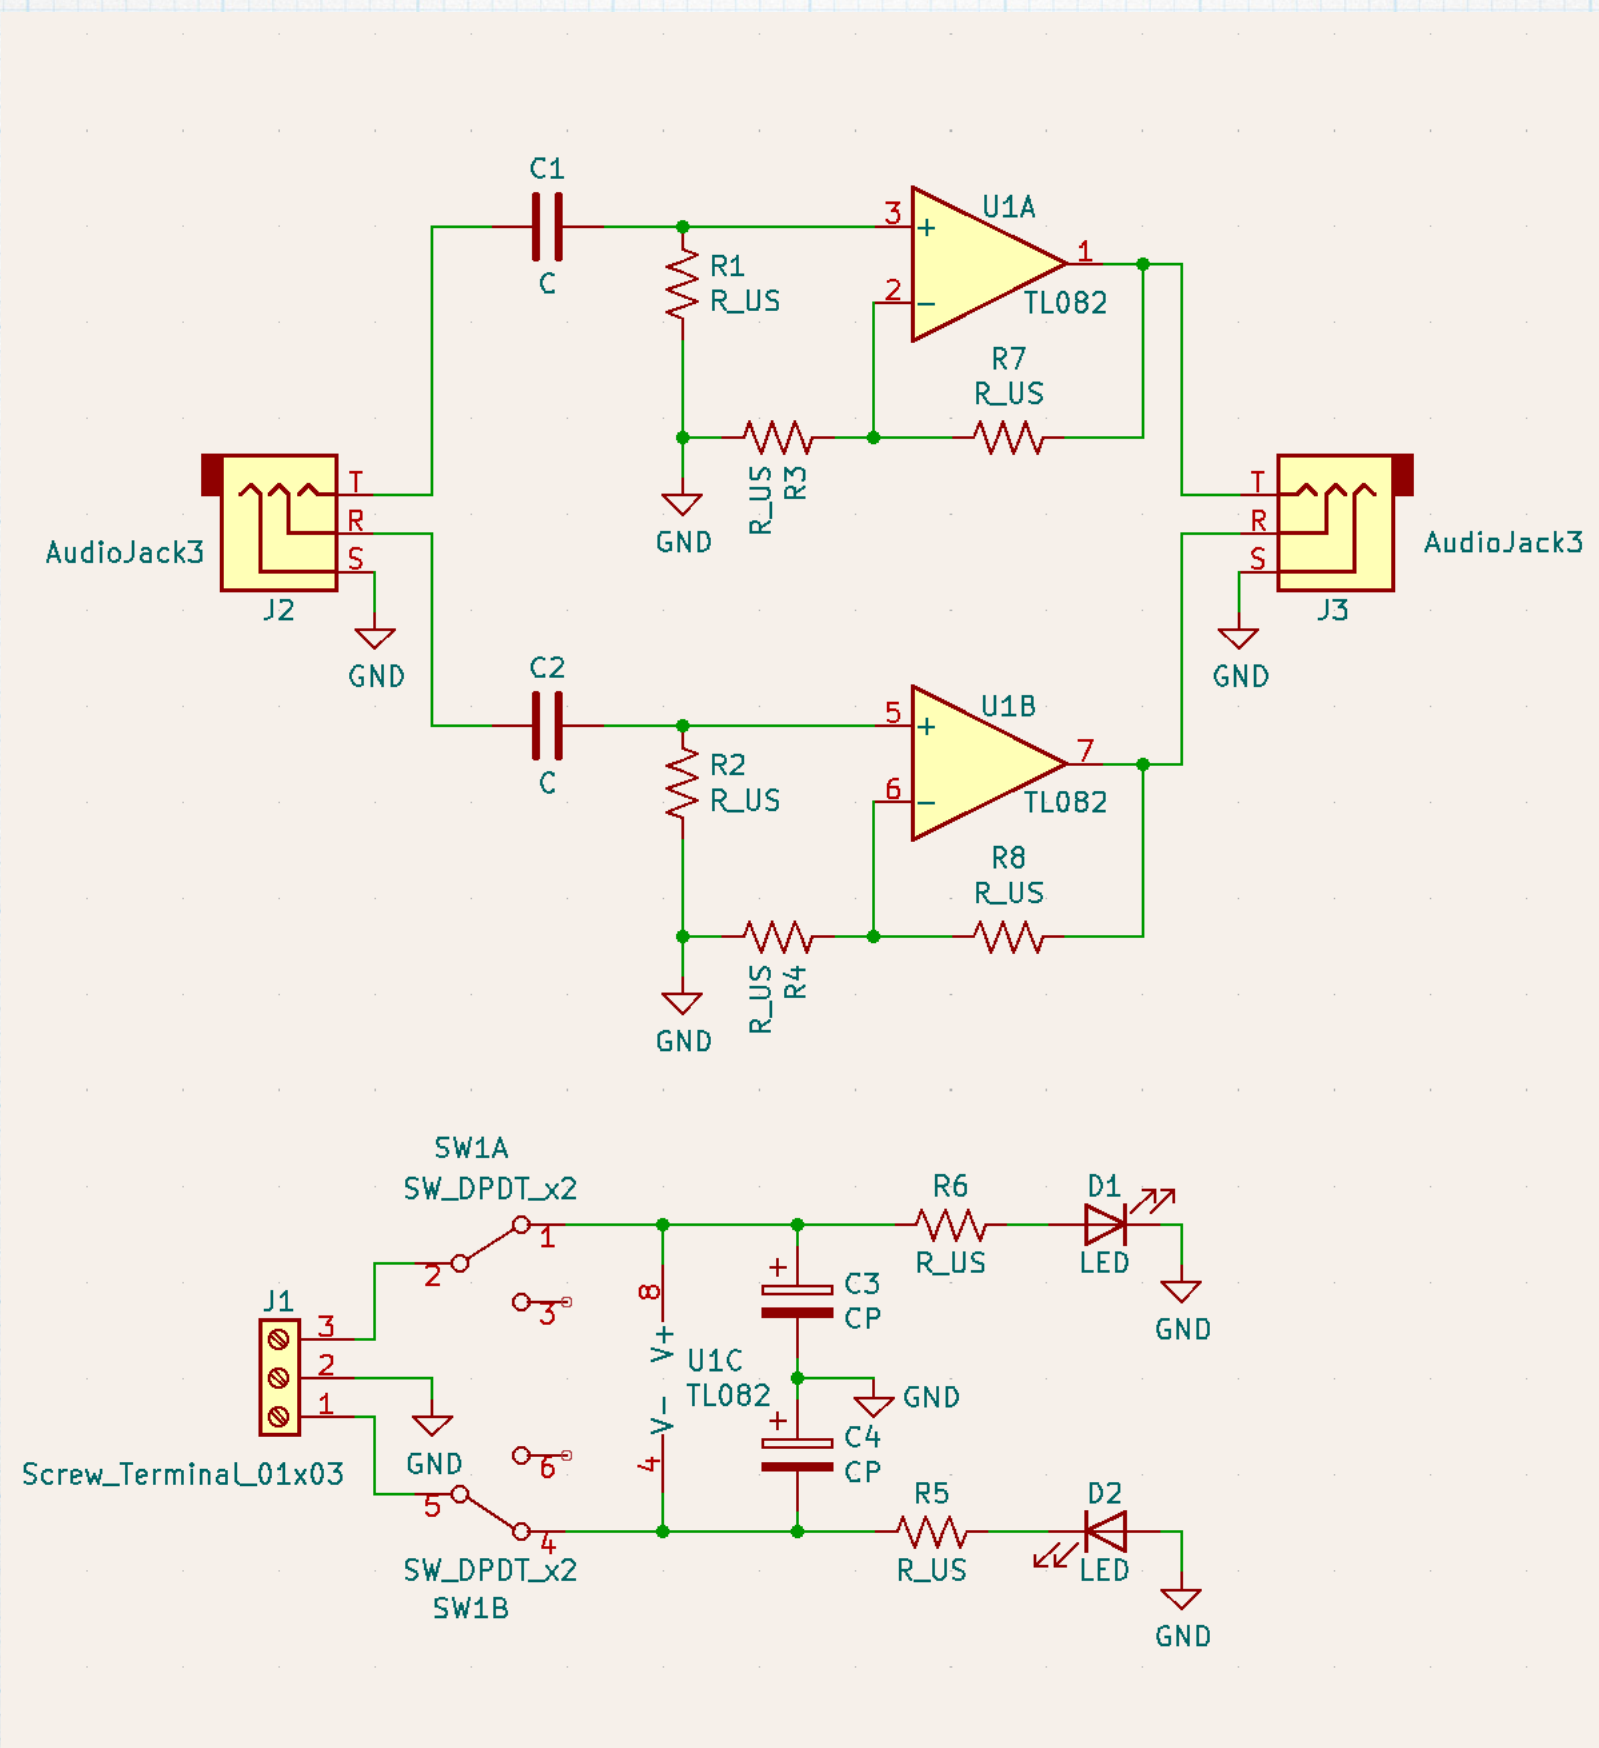 C1
C
R1
R_US
3
+
2
−
1
U1A
TL082
R7
R_US
R_US
R3
GND
T
R
S
AudioJack3
J2
GND
T
R
S
AudioJack3
J3
GND
C2
C
R2
R_US
5
+
6
−
7
U1B
TL082
R8
R_US
R_US
R4
GND
SW1A
SW_DPDT_x2
1
2
3
J1
3
2
1
Screw_Terminal_01x03
GND
6
5
4
SW_DPDT_x2
SW1B
8
V+
U1C
TL082
V-
4
+
C3
CP
GND
+
C4
CP
R6
R_US
D1
LED
GND
R5
R_US
D2
LED
GND